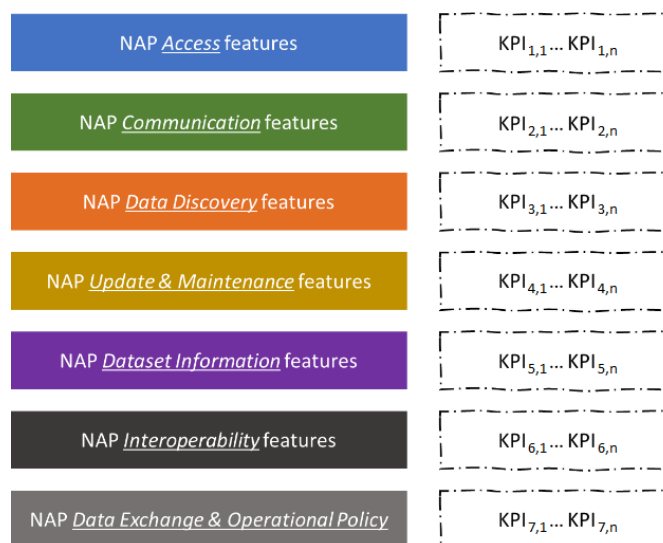 NAP Access features
KPI1,1... KPI1,n
NAP Communication features
KPI2,1... KPI2,n
NAP Data Discovery features
KPI3,1... KPI3,n
NAP Update & Maintenance features
KPI4,1... KPI4,n
NAP Dataset Information features
KPI5,1... KPI5,n
NAP Interoperability features
KPI6,1... KPI6,n
NAP Data Exchange & Operational Policy
KPI7,1... KPI7,n